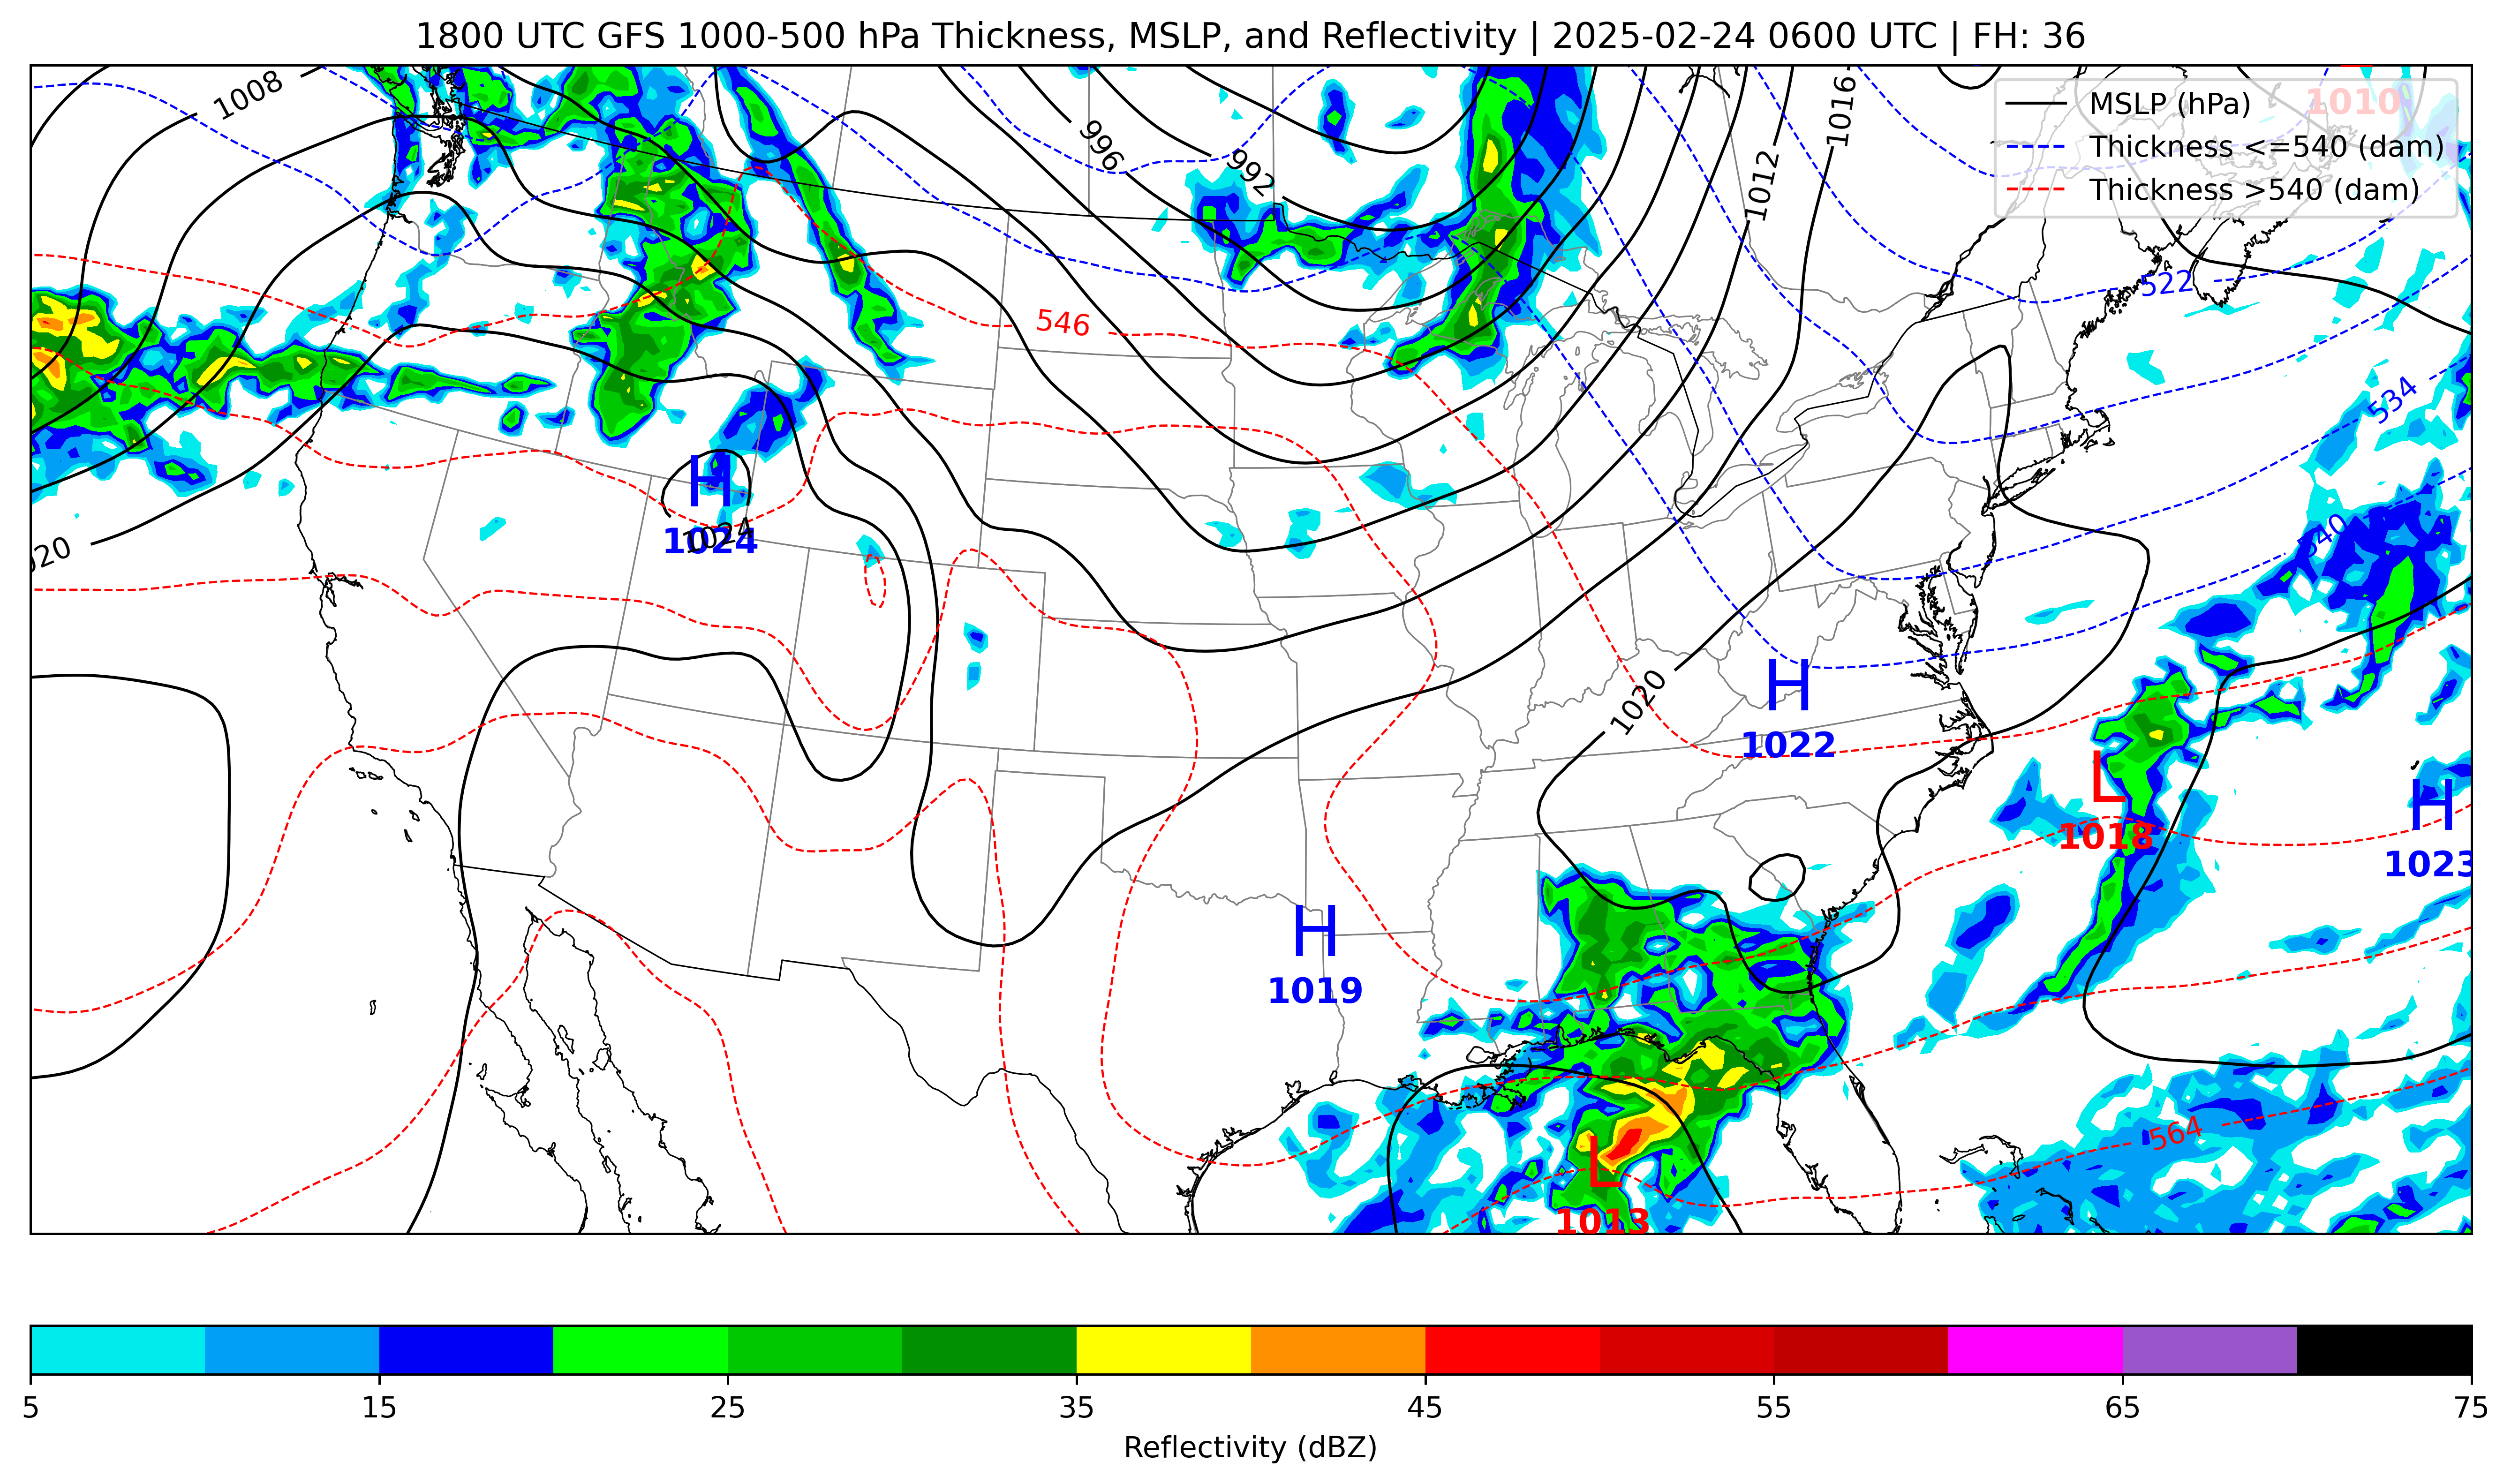 1800 UTC GFS 1000-500 hPa Thickness, MSLP, and Reflectivity | 2025-02-24 0600 UTC | FH: 36
1008
996
992
1012
1016
1010
MSLP (hPa)
Thickness <=540 (dam)
Thickness >540 (dam)
522
546
534
540
H
1024
1024
020
H
1022
1020
L
1018
H
1023
H
1019
564
L
1013
5 15 25 35 45 55 65 75
Reflectivity (dBZ)